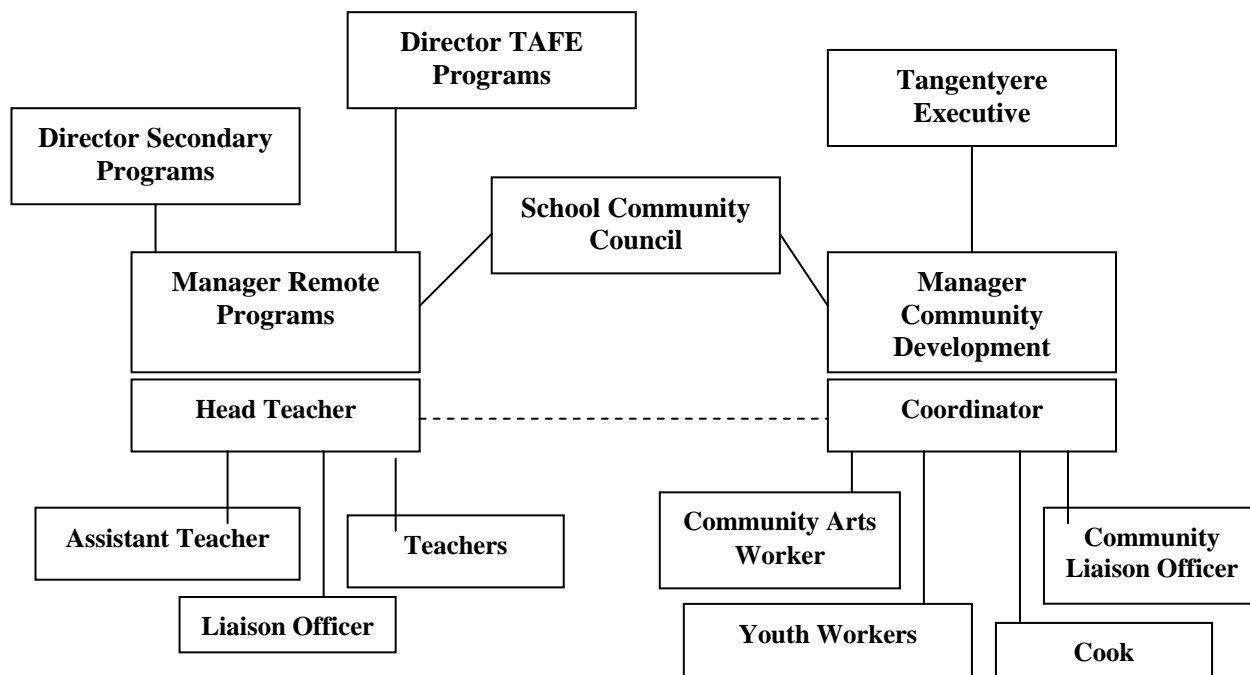 Director TAFE
Programs
Tangentyere
Executive
Director Secondary
Programs
School Community
Council
Manager Remote
Programs
Manager
Community
Development
Head Teacher
Coordinator
Assistant Teacher
Teachers
Liaison Officer
Community Arts
Worker
Community
Liaison Officer
Youth Workers
Cook